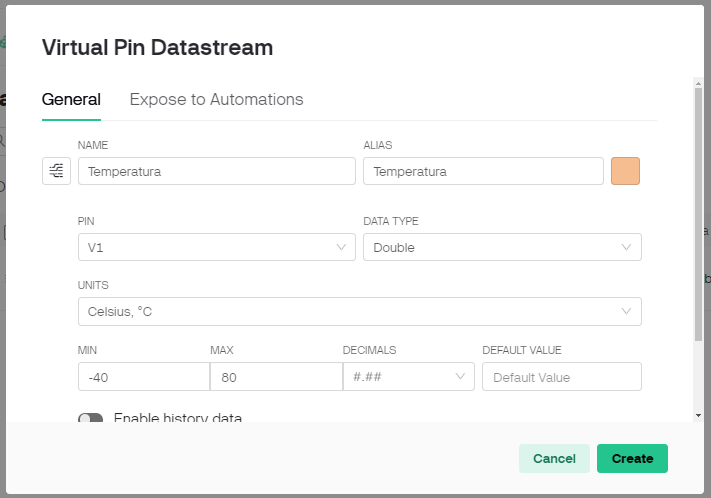 Virtual Pin Datastream
General Expose to Automations
NAME ALIAS
Temperatura Temperatura
PIN DATA TYPE
V1 Double
UNITS
Celsius, °C
MIN MAX DECIMALS DEFAULT VALUE
-40 80 #.## Default Value
Enable history data
Cancel Create